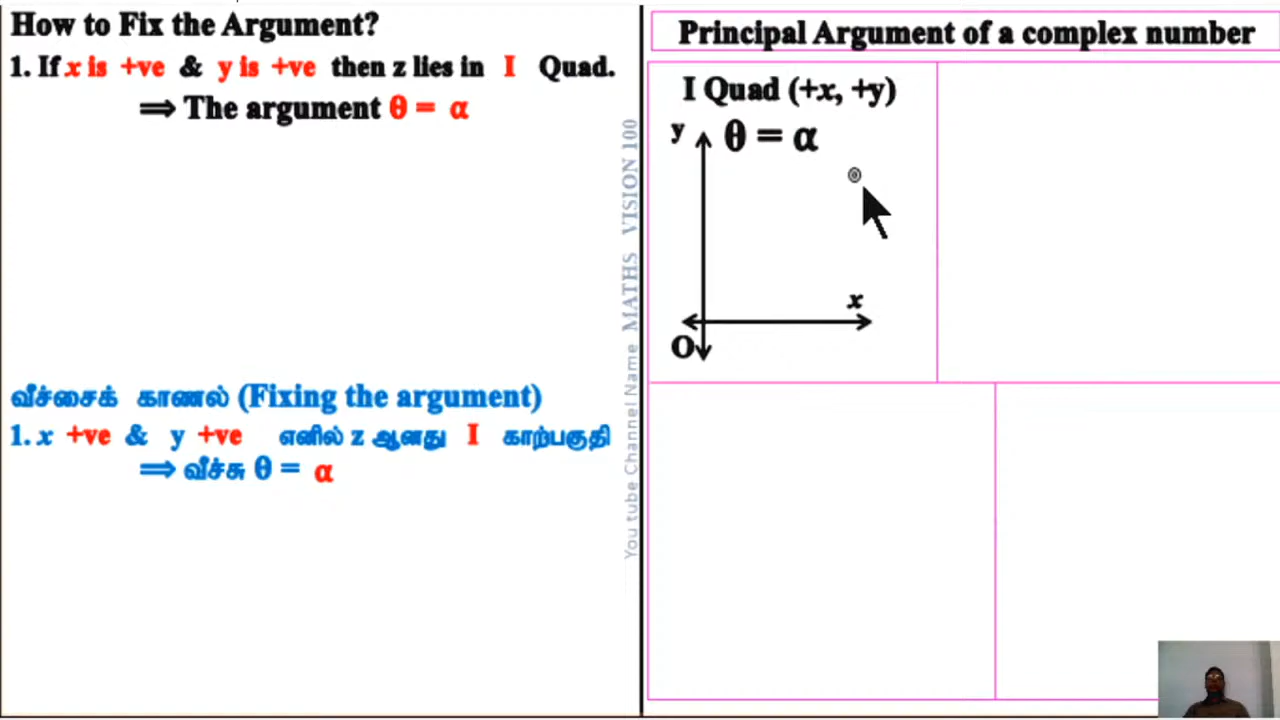 How to Fix the Argument?
1. If x is +ve & y is +ve then z lies in I Quad.
⟹ The argument θ = α
வீச்சைக் காணல் (Fixing the argument)
1. x +ve & y +ve எனில் z ஆனது I காற்பகுதி
⟹ வீச்சு θ = α
You tube Channel Name MATHS VISION 100
Principal Argument of a complex number
I Quad (+x, +y)
y θ = α
x
O